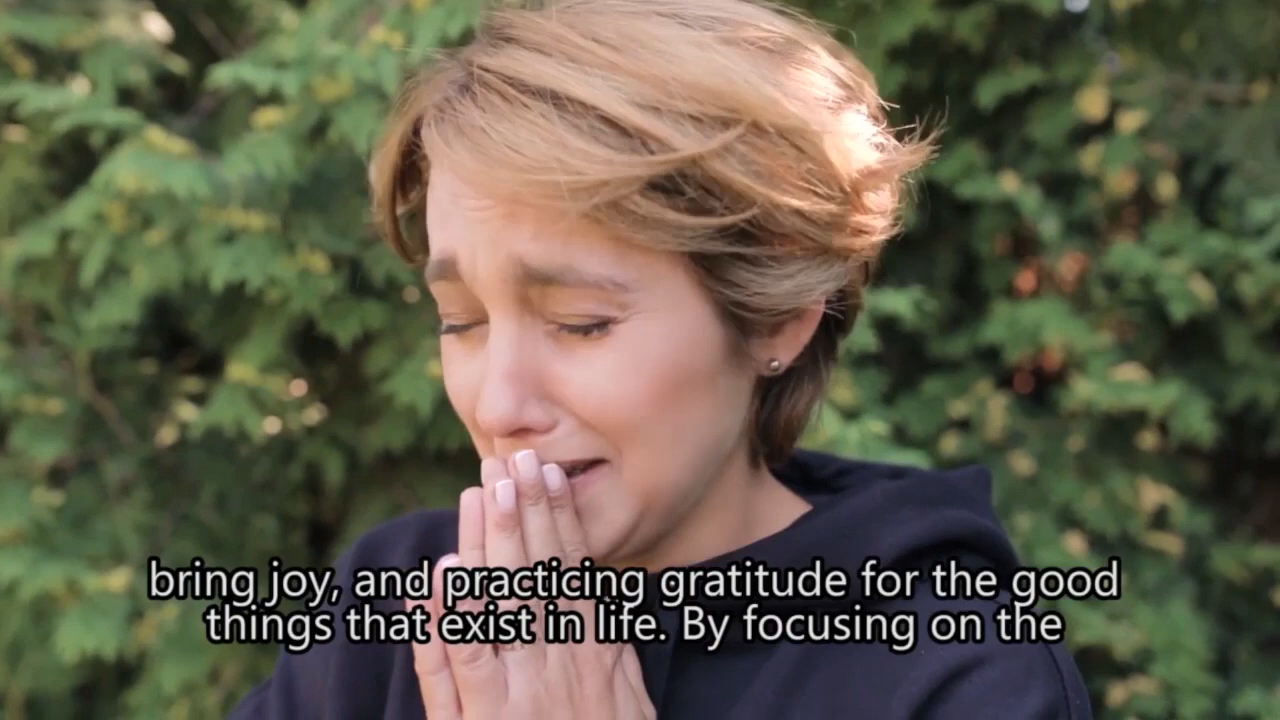 bring joy, and practicing gratitude for the good
things that exist in life. By focusing on the